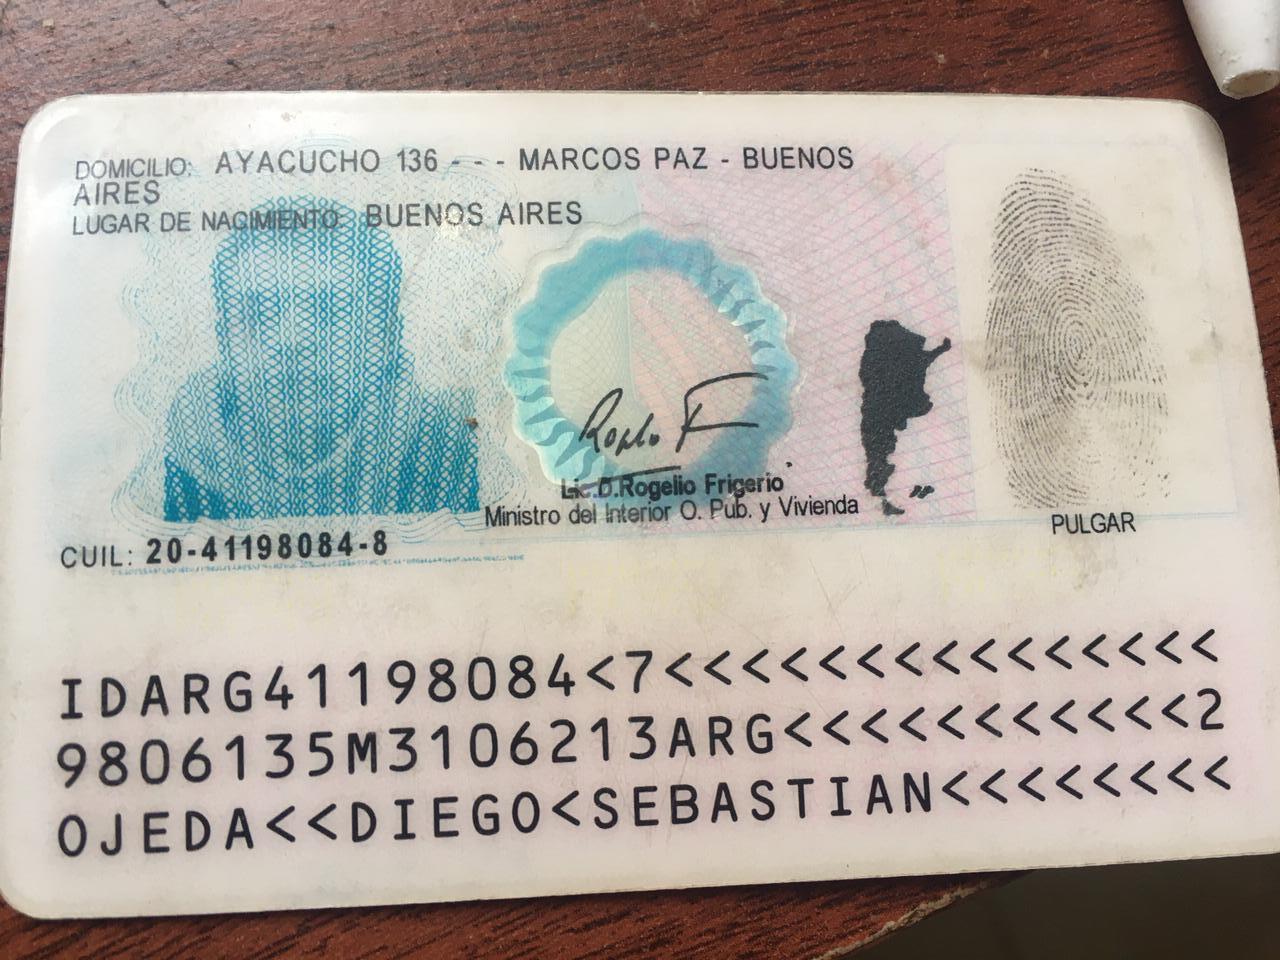 DOMICILIO: AYACUCHO 136 - - - MARCOS PAZ - BUENOS
AIRES
LUGAR DE NACIMIENTO: BUENOS AIRES
Lic.D.Rogelio Frigerio
Ministro del Interior O. Pub. y Vivienda
PULGAR
CUIL: 20-41198084-8
IDARG41198084<7<<<<<<<<<<<<<<<
9806135M3106213ARG<<<<<<<<<<<2
OJEDA<<DIEGO<SEBASTIAN<<<<<<<<